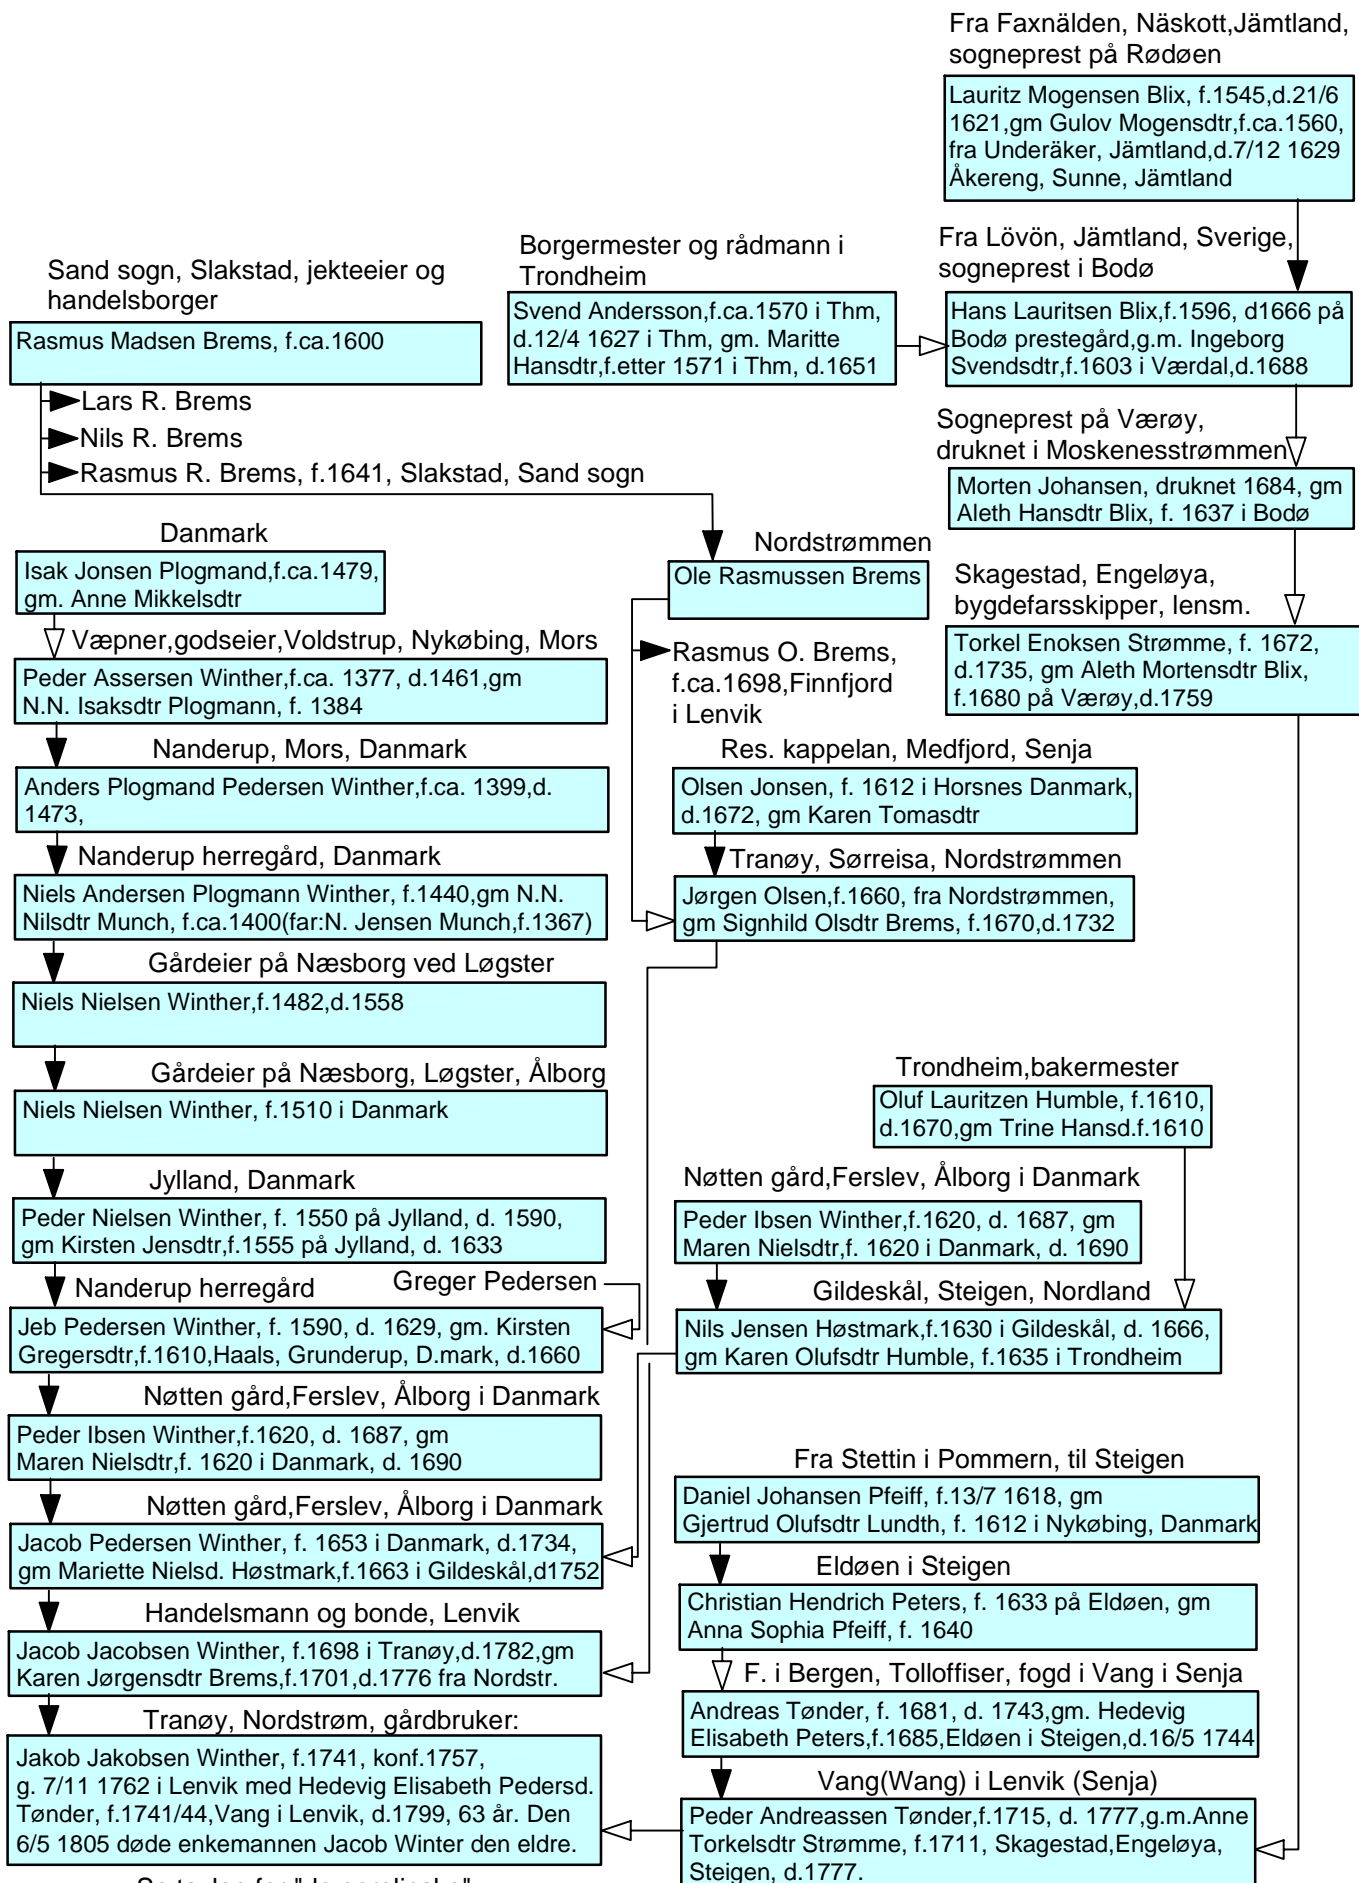 Fra Faxnälden, Näskott,Jämtland,
sogneprest på Rødøen
Lauritz Mogensen Blix, f.1545,d.21/6
1621,gm Gulov Mogensdtr,f.ca.1560,
fra Underåker, Jämtland,d.7/12 1629
Åkereng, Sunne, Jämtland
Fra Lövön, Jämtland, Sverige,
sogneprest i Bodø
Hans Lauritsen Blix,f.1596, d1666 på
Bodø prestegård,g.m. Ingeborg
Svendsdtr,f.1603 i Værdal,d.1688
Borgermester og rådmann i
Trondheim
Svend Andersson,f.ca.1570 i Thm,
d.12/4 1627 i Thm, gm. Maritte
Hansdtr,f.etter 1571 i Thm, d.1651
Sand sogn, Slakstad, jekteeier og
handelsborger
Rasmus Madsen Brems, f.ca.1600
Lars R. Brems
Nils R. Brems
Rasmus R. Brems, f.1641, Slakstad, Sand sogn
Sogneprest på Værøy,
druknet i Moskenesstrømmen
Morten Johansen, druknet 1684, gm
Aleth Hansdtr Blix, f. 1637 i Bodø
Danmark
Isak Jonsen Plogmand,f.ca.1479,
gm. Anne Mikkelsdtr
Nordstrømmen
Ole Rasmussen Brems
Skagestad, Engeløya,
bygdefarsskipper, lensm.
Torkel Enoksen Strømme, f. 1672,
d.1735, gm Aleth Mortensdtr Blix,
f.1680 på Værøy,d.1759
Væpner,godseier,Voldstrup, Nykøbing, Mors
Peder Assersen Winther,f.ca. 1377, d.1461,gm
N.N. Isaksdtr Plogmann, f. 1384
Rasmus O. Brems,
f.ca.1698,Finnfjord
i Lenvik
Nanderup, Mors, Danmark
Anders Plogmand Pedersen Winther,f.ca. 1399,d.
1473,
Res. kappelan, Medfjord, Senja
Olsen Jonsen, f. 1612 i Horsnes Danmark,
d.1672, gm Karen Tomasdtr
Nanderup herregård, Danmark
Niels Andersen Plogmann Winther, f.1440,gm N.N.
Nilsdtr Munch, f.ca.1400(far:N. Jensen Munch,f.1367)
Tranøy, Sørreisa, Nordstrømmen
Jørgen Olsen,f.1660, fra Nordstrømmen,
gm Signhild Olsdtr Brems, f.1670,d.1732
Gårdeier på Næsborg ved Løgster
Niels Nielsen Winther,f.1482,d.1558
Gårdeier på Næsborg, Løgster, Ålborg
Niels Nielsen Winther, f.1510 i Danmark
Trondheim,bakermester
Oluf Lauritzen Humble, f.1610,
d.1670,gm Trine Hansd.f.1610
Jylland, Danmark
Peder Nielsen Winther, f. 1550 på Jylland, d. 1590,
gm Kirsten Jensdtr,f.1555 på Jylland, d. 1633
Nøtten gård,Ferslev, Ålborg i Danmark
Peder Ibsen Winther,f.1620, d. 1687, gm
Maren Nielsdtr,f. 1620 i Danmark, d. 1690
Nanderup herregård
Greger Pedersen
Jeb Pedersen Winther, f. 1590, d. 1629, gm. Kirsten
Gregersdtr,f.1610,Haals, Grunderup, D.mark, d.1660
Gildeskål, Steigen, Nordland
Nils Jensen Høstmark,f.1630 i Gildeskål, d. 1666,
gm Karen Olufsdtr Humble, f.1635 i Trondheim
Nøtten gård,Ferslev, Ålborg i Danmark
Peder Ibsen Winther,f.1620, d. 1687, gm
Maren Nielsdtr,f. 1620 i Danmark, d. 1690
Fra Stettin i Pommern, til Steigen
Daniel Johansen Pfeiff, f.13/7 1618, gm
Gjertrud Olufsdtr Lundth, f. 1612 i Nykøbing, Danmark
Nøtten gård,Ferslev, Ålborg i Danmark
Jacob Pedersen Winther, f. 1653 i Danmark, d.1734,
gm Mariette Nielsd. Høstmark,f.1663 i Gildeskål,d1752
Eldøen i Steigen
Christian Hendrich Peters, f. 1633 på Eldøen, gm
Anna Sophia Pfeiff, f. 1640
Handelsmann og bonde, Lenvik
Jacob Jacobsen Winther, f.1698 i Tranøy,d.1782,gm
Karen Jørgensdtr Brems,f.1701,d.1776 fra Nordstr.
F. i Bergen, Tolloffiser, fogd i Vang i Senja
Andreas Tønder, f. 1681, d. 1743,gm. Hedevig
Elisabeth Peters,f.1685,Eldøen i Steigen,d.16/5 1744
Tranøy, Nordstrøm, gårdbruker:
Jakob Jakobsen Winther, f.1741, konf.1757,
g. 7/11 1762 i Lenvik med Hedevig Elisabeth Pedersd.
Tønder, f.1741/44,Vang i Lenvik, d.1799, 63 år. Den
6/5 1805 døde enkemannen Jacob Winter den eldre.
Vang(Wang) i Lenvik (Senja)
Peder Andreassen Tønder,f.1715, d. 1777,g.m.Anne
Torkelsdtr Strømme, f.1711, Skagestad,Engeløya,
Steigen, d.1777.